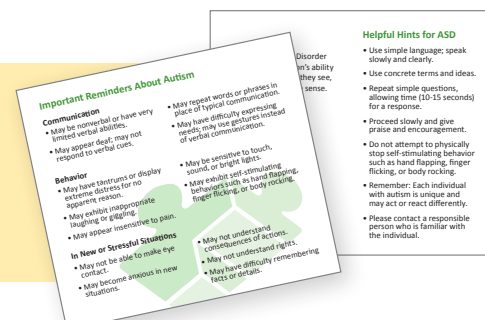 Important Reminders About Autism
Communication
• May be nonverbal or have very
limited verbal abilities.
• May appear deaf; may not
respond to verbal cues.
• May repeat words or phrases in
place of typical communication.
• May have difficulty expressing
needs; may use gestures instead
of verbal communication.
Behavior
• May have tantrums or display
extreme distress for no
apparent reason.
• May exhibit inappropriate
laughing or giggling.
• May appear insensitive to pain.
• May be sensitive to touch,
sound, or bright lights.
• May exhibit self-stimulating
behaviors such as hand flapping,
finger flicking, or body rocking.
In New or Stressful Situations
• May not be able to make eye
contact.
• May become anxious in new
situations.
• May not understand
consequences of actions.
• May not understand rights.
• May have difficulty remembering
facts or details.
Disorder
ability
they see,
sense.
Helpful Hints for ASD
• Use simple language; speak
slowly and clearly.
• Use concrete terms and ideas.
• Repeat simple questions,
allowing time (10-15 seconds)
for a response.
• Proceed slowly and give
praise and encouragement.
• Do not attempt to physically
stop self-stimulating behavior
such as hand flapping, finger
flicking, or body rocking.
• Remember: Each individual
with autism is unique and
may act or react differently.
• Please contact a responsible
person who is familiar with
the individual.